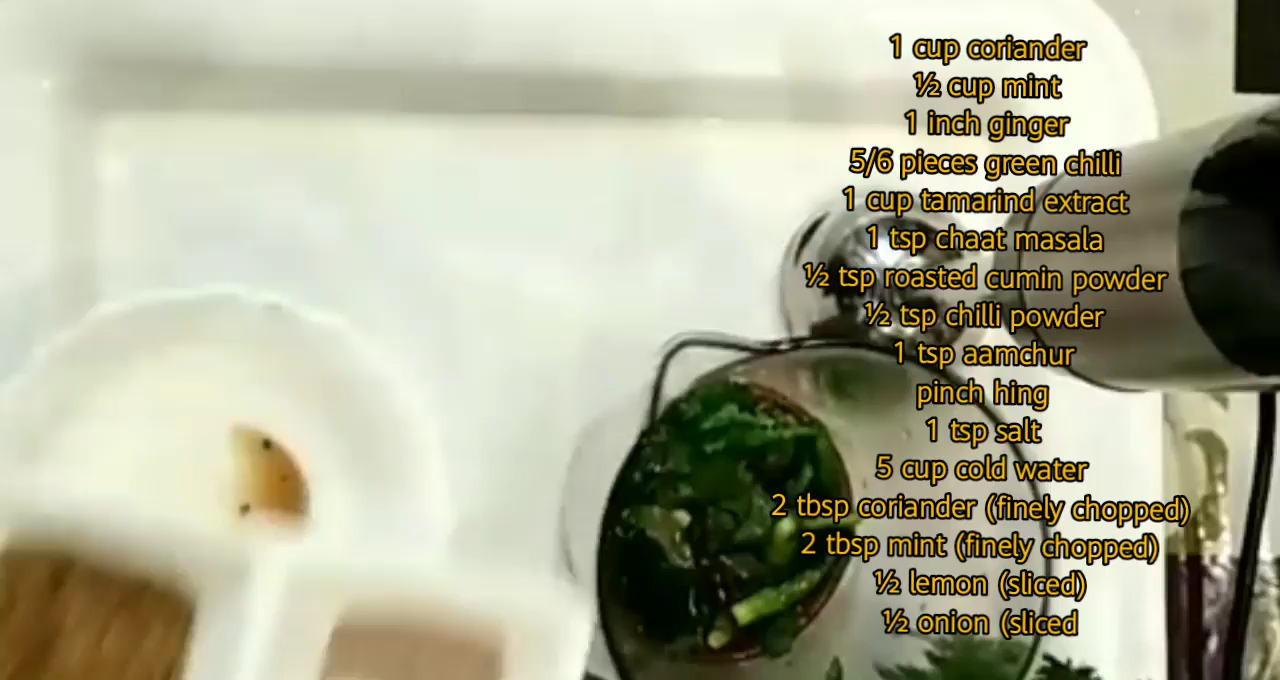 1 cup coriander
½ cup mint
1 inch ginger
5/6 pieces green chilli
1 cup tamarind extract
1 tsp chaat masala
½ tsp roasted cumin powder
½ tsp chilli powder
1 tsp aamchur
pinch hing
1 tsp salt
5 cup cold water
2 tbsp coriander (finely chopped)
2 tbsp mint (finely chopped)
½ lemon (sliced)
½ onion (sliced